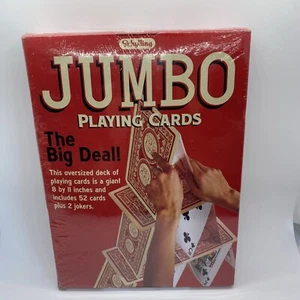 Schylling
JUMBO
PLAYING CARDS
The
Big Deal!
This oversized deck of
playing cards is a giant
8 by 11 inches and
includes 52 cards
plus 2 jokers.